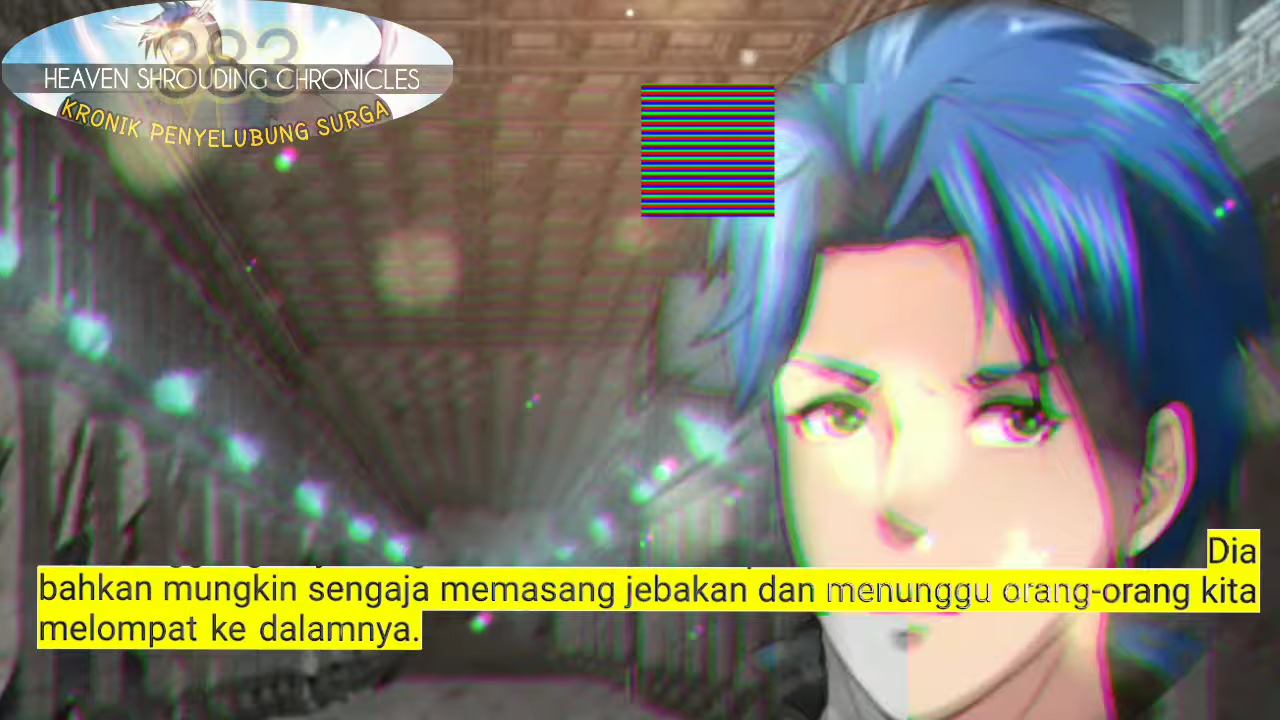 883
HEAVEN SHROUDING CHRONICLES
KRONIK PENYELUBUNG SURGA
Dia
bahkan mungkin sengaja memasang jebakan dan menunggu orang-orang kita
melompat ke dalamnya.